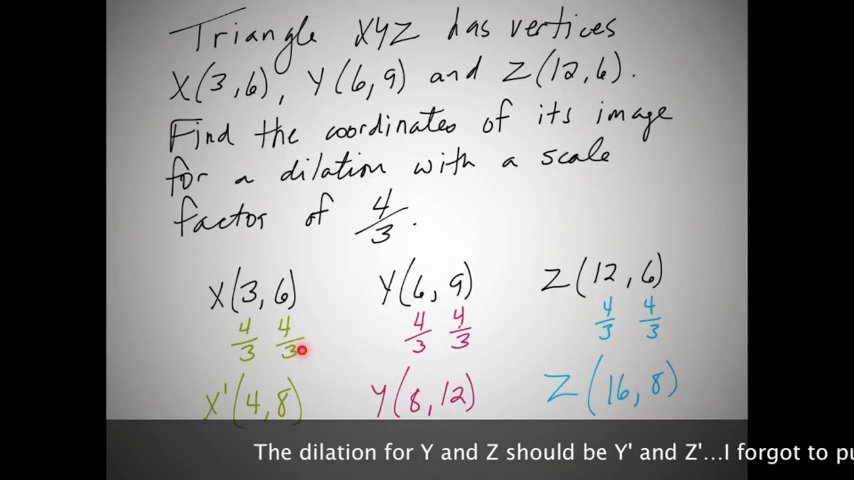 Triangle XYZ has vertices
X(3,6), Y(6,9) and Z(12,6).
Find the coordinates of its image
for a dilation with a scale
factor of 4/3.
X(3,6) Y(6,9) Z(12,6)
4/3 4/3 4/3 4/3 4/3 4/3
X'(4,8) Y(8,12) Z(16,8)
The dilation for Y and Z should be Y' and Z'...I forgot to pu